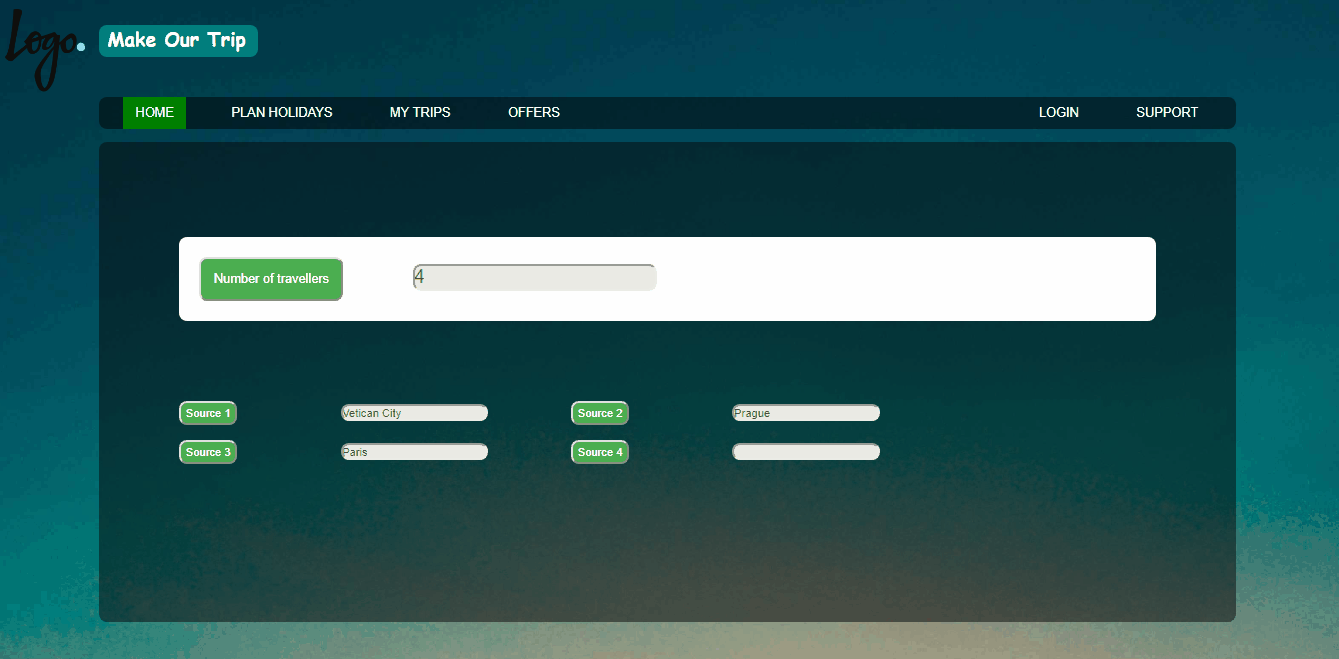 Logo.
Make Our Trip
HOME PLAN HOLIDAYS MY TRIPS OFFERS LOGIN SUPPORT
Number of travellers 4
Source 1 Vetican City Source 2 Prague
Source 3 Paris Source 4